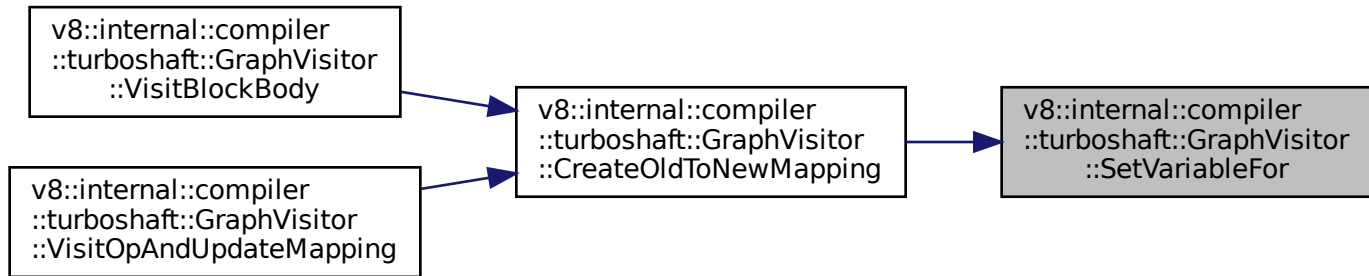 v8::internal::compiler
::turboshaft::GraphVisitor
::VisitBlockBody
v8::internal::compiler
::turboshaft::GraphVisitor
::VisitOpAndUpdateMapping
v8::internal::compiler
::turboshaft::GraphVisitor
::CreateOldToNewMapping
v8::internal::compiler
::turboshaft::GraphVisitor
::SetVariableFor